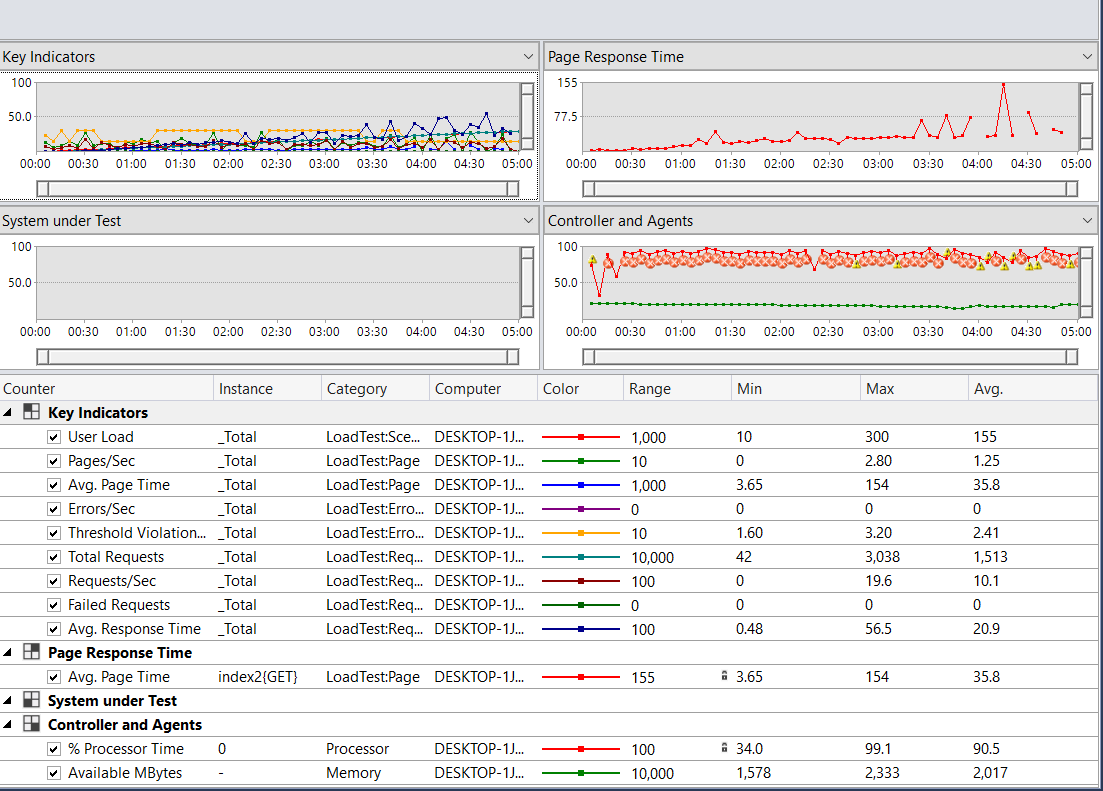 Key Indicators
100
50.0
00:00 00:30 01:00 01:30 02:00 02:30 03:00 03:30 04:00 04:30 05:00
Page Response Time
155
77.5
00:00 00:30 01:00 01:30 02:00 02:30 03:00 03:30 04:00 04:30 05:00
System under Test
100
50.0
00:00 00:30 01:00 01:30 02:00 02:30 03:00 03:30 04:00 04:30 05:00
Controller and Agents
100
50.0
00:00 00:30 01:00 01:30 02:00 02:30 03:00 03:30 04:00 04:30 05:00
Counter Instance Category Computer Color Range Min Max Avg.
Key Indicators
User Load _Total LoadTest:Sce... DESKTOP-1J... 1,000 10 300 155
Pages/Sec _Total LoadTest:Page DESKTOP-1J... 10 0 2.80 1.25
Avg. Page Time _Total LoadTest:Page DESKTOP-1J... 1,000 3.65 154 35.8
Errors/Sec _Total LoadTest:Erro... DESKTOP-1J... 0 0 0 0
Threshold Violation... _Total LoadTest:Erro... DESKTOP-1J... 10 1.60 3.20 2.41
Total Requests _Total LoadTest:Req... DESKTOP-1J... 10,000 42 3,038 1,513
Requests/Sec _Total LoadTest:Req... DESKTOP-1J... 100 0 19.6 10.1
Failed Requests _Total LoadTest:Req... DESKTOP-1J... 0 0 0 0
Avg. Response Time _Total LoadTest:Req... DESKTOP-1J... 100 0.48 56.5 20.9
Page Response Time
Avg. Page Time index2{GET} LoadTest:Page DESKTOP-1J... 155 3.65 154 35.8
System under Test
Controller and Agents
% Processor Time 0 Processor DESKTOP-1J... 100 34.0 99.1 90.5
Available MBytes - Memory DESKTOP-1J... 10,000 1,578 2,333 2,017